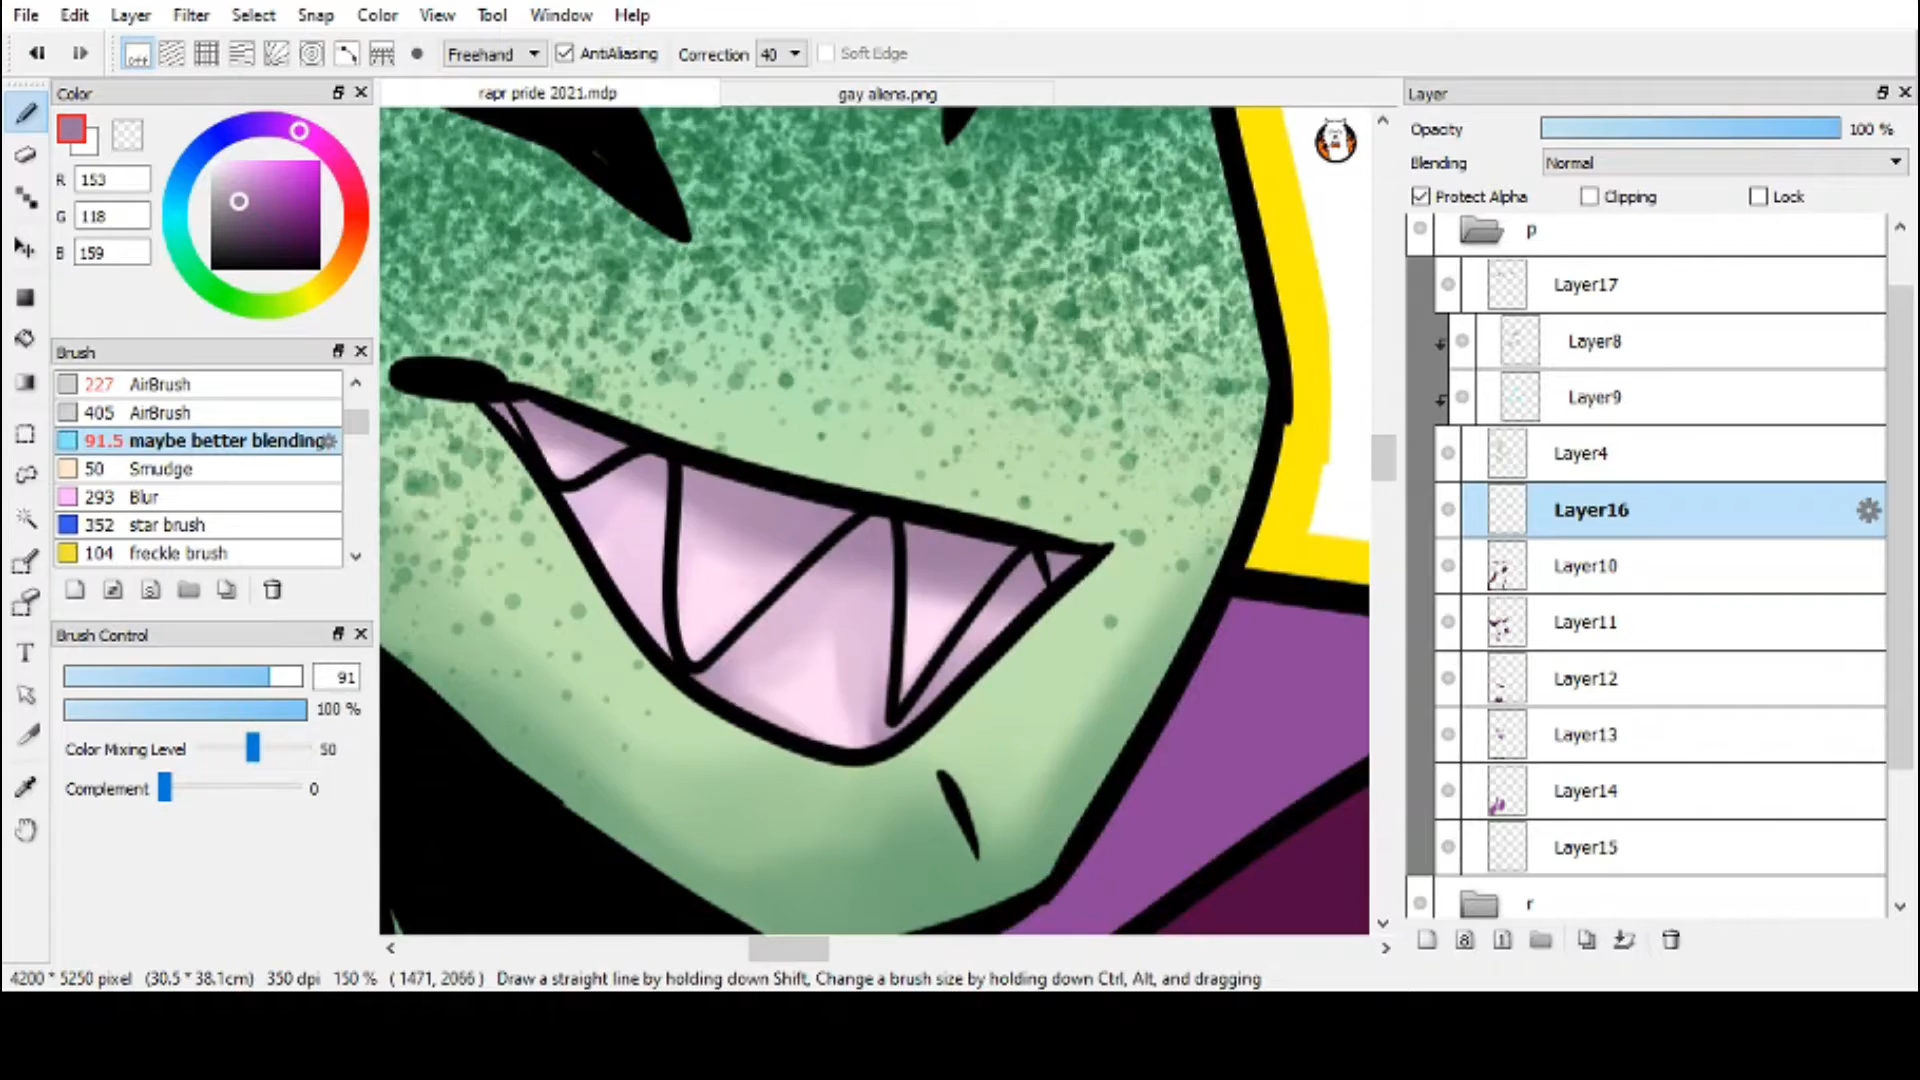 File Edit Layer Filter Select Snap Color View Tool Window Help
off Freehand AntiAliasing Correction 40 Soft Edge
Color
R 153
G 118
B 159
Brush
227 AirBrush
405 AirBrush
91.5 maybe better blending
50 Smudge
293 Blur
352 star brush
104 freckle brush
Brush Control
91
100 %
Color Mixing Level 50
Complement 0
T
rapr pride 2021.mdp gay aliens.png
Layer
Opacity 100 %
Blending Normal
Protect Alpha Clipping Lock
p
Layer17
Layer8
Layer9
Layer4
Layer16
Layer10
Layer11
Layer12
Layer13
Layer14
Layer15
r
8 1
4200 * 5250 pixel (30.5 * 38.1cm) 350 dpi 150 % ( 1471, 2066 ) Draw a straight line by holding down Shift, Change a brush size by holding down Ctrl, Alt, and dragging